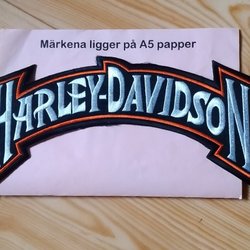 Märkena ligger på A5 papper
HARLEY-DAVIDSON